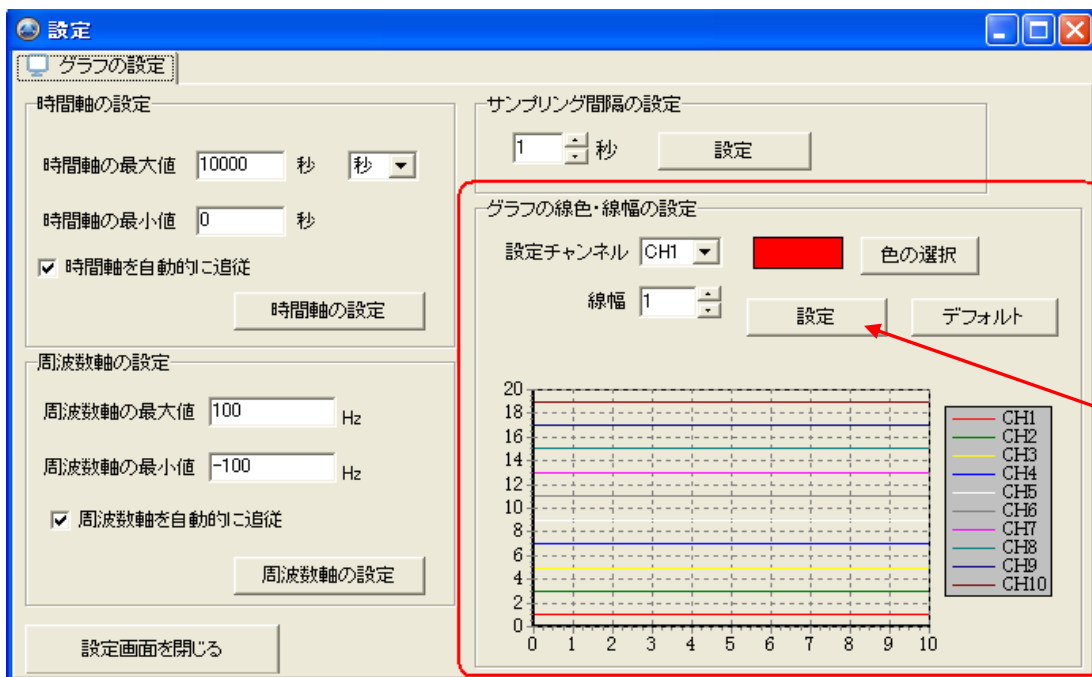 設定
グラフの設定
時間軸の設定
時間軸の最大値 10000 秒 秒
時間軸の最小値 0 秒
時間軸を自動的に追従
時間軸の設定
周波数軸の設定
周波数軸の最大値 100 Hz
周波数軸の最小値 -100 Hz
周波数軸を自動的に追従
周波数軸の設定
設定画面を閉じる
サンプリング間隔の設定
1 秒 設定
グラフの線色・線幅の設定
設定チャンネル CH1 色の選択
線幅 1 設定 デフォルト
20
18
16
14
12
10
8
6
4
2
0
0 1 2 3 4 5 6 7 8 9 10
CH1
CH2
CH3
CH4
CH5
CH6
CH7
CH8
CH9
CH10